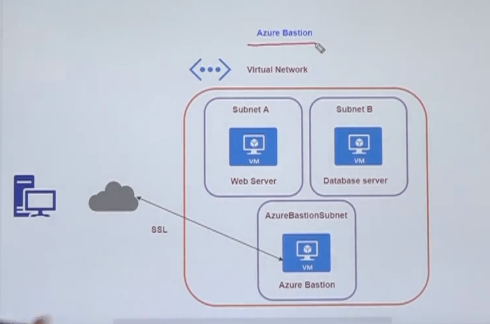 Azure Bastion
Virtual Network
Subnet A
Subnet B
VM
VM
Web Server
Database server
AzureBastionSubnet
SSL
VM
Azure Bastion